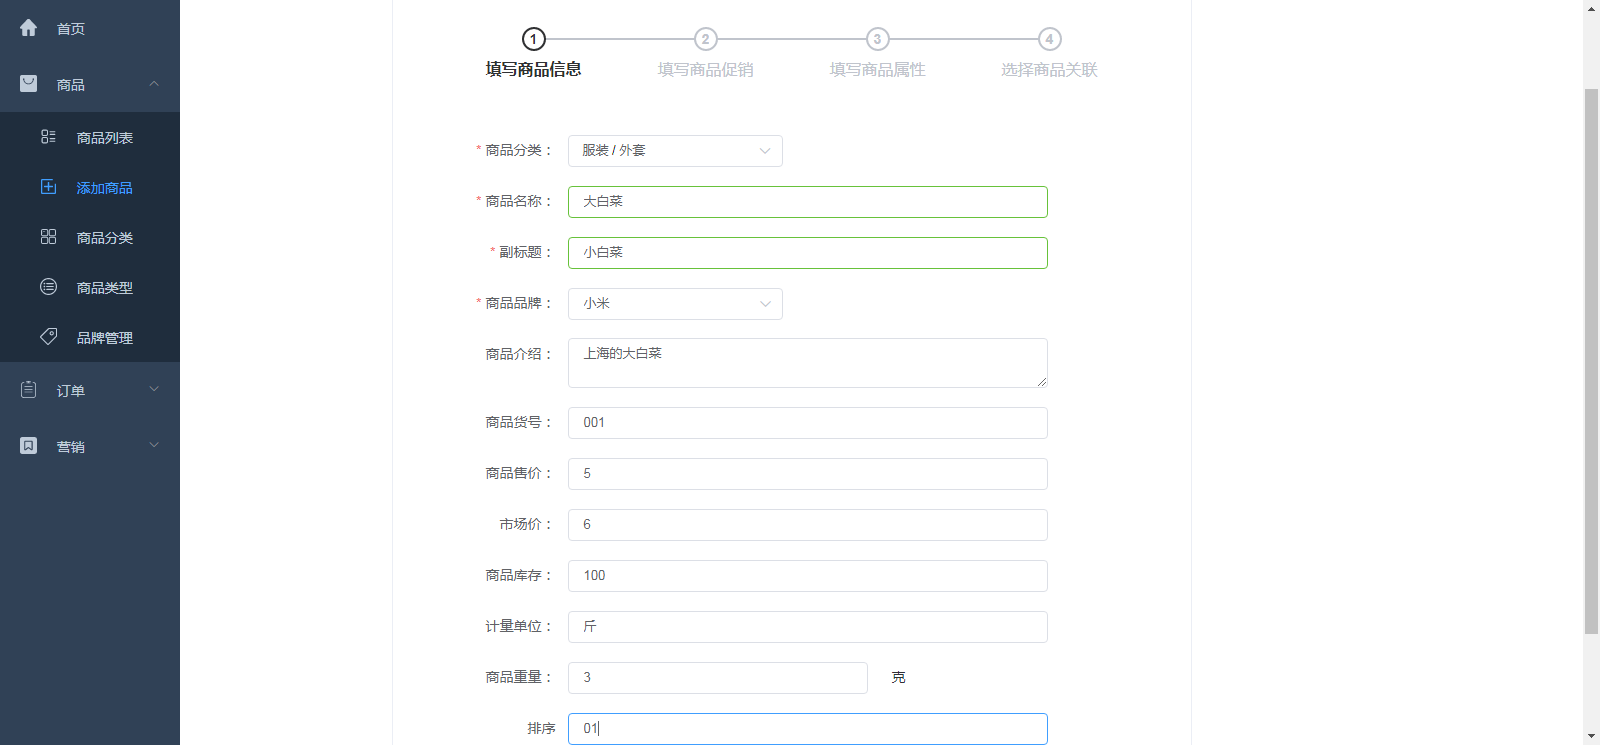 首页
商品
商品列表
添加商品
商品分类
商品类型
品牌管理
订单
营销
1 2 3 4
填写商品信息 填写商品促销 填写商品属性 选择商品关联
* 商品分类： 服装 / 外套
* 商品名称： 大白菜
* 副标题： 小白菜
* 商品品牌： 小米
商品介绍： 上海的大白菜
商品货号： 001
商品售价： 5
市场价： 6
商品库存： 100
计量单位： 斤
商品重量： 3 克
排序 01